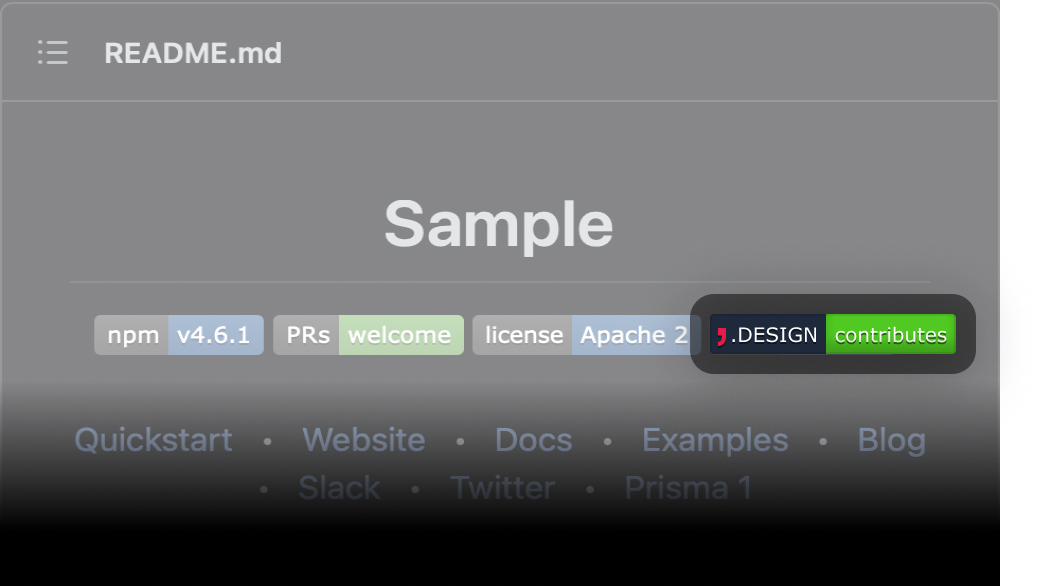 README.md
Sample
npm v4.6.1 PRs welcome license Apache 2 ;.DESIGN contributes
Quickstart • Website • Docs • Examples • Blog
• Slack • Twitter • Prisma 1